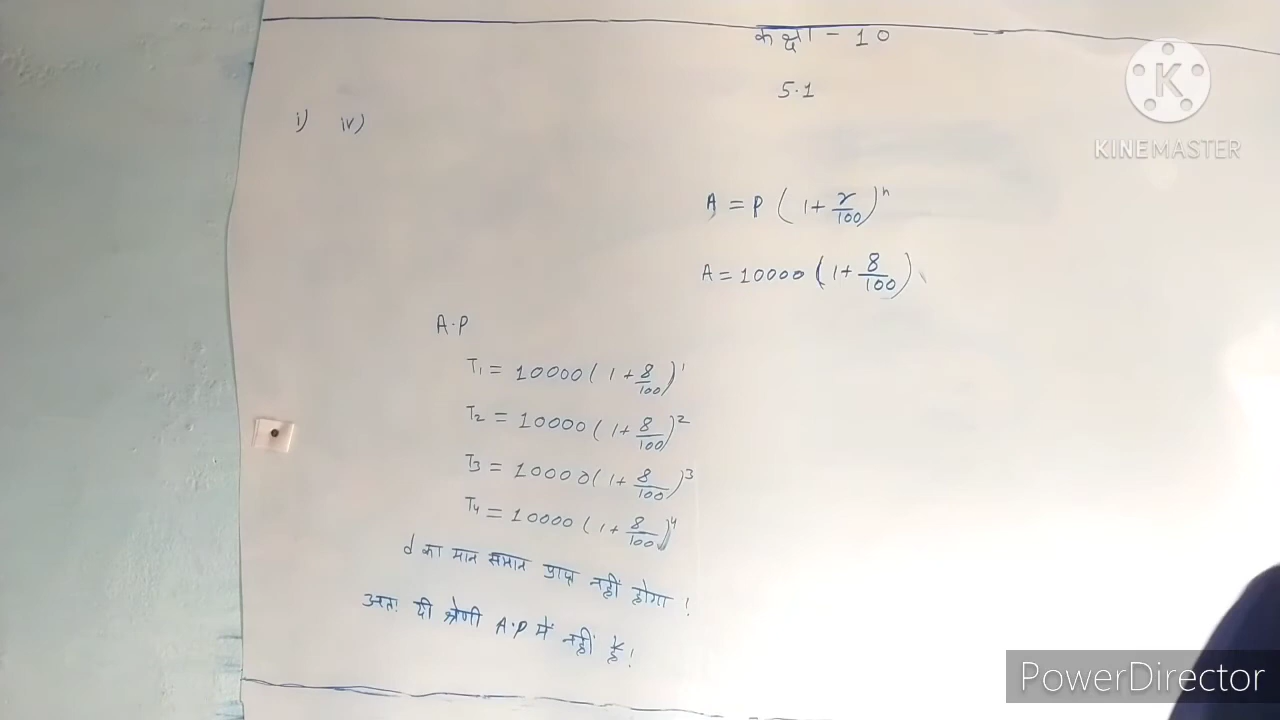 कक्षा - 10
5.1
i) iv)
A = P (1 + r/100)^n
A = 10000 (1 + 8/100)
A.P
T1 = 10000 (1 + 8/100)^1
T2 = 10000 (1 + 8/100)^2
T3 = 10000 (1 + 8/100)^3
T4 = 10000 (1 + 8/100)^4
d का मान समान प्राप्त नहीं होगा !
अतः दी श्रेणी A.P में नहीं है !
K
KINEMASTER
PowerDirector